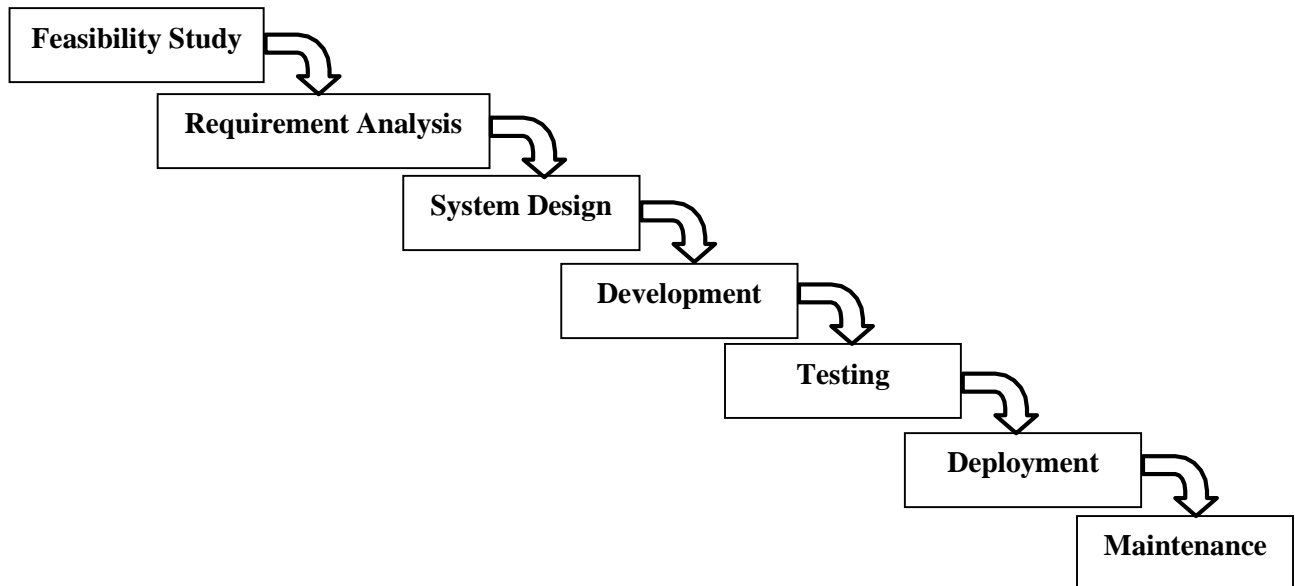 Feasibility Study
Requirement Analysis
System Design
Development
Testing
Deployment
Maintenance